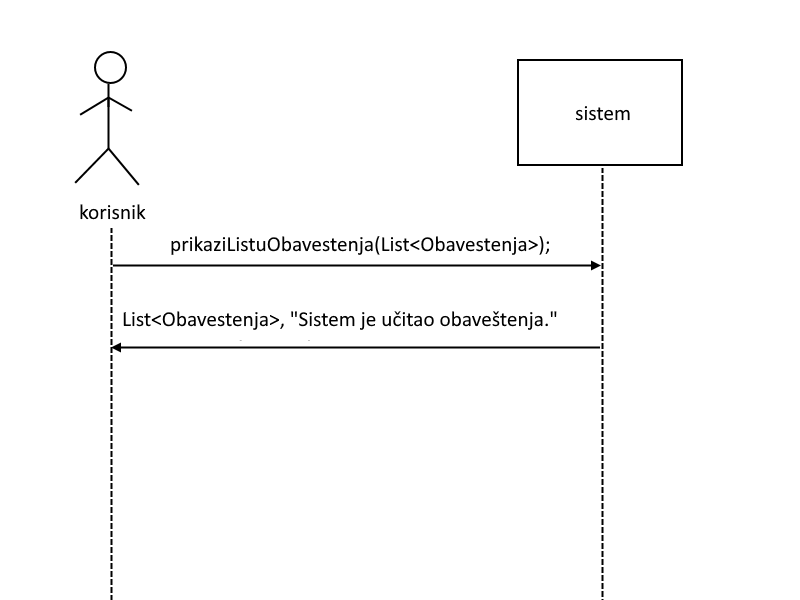 sistem
korisnik
prikaziListuObavestenja(List<Obavestenja>);
List<Obavestenja>, "Sistem je učitao obaveštenja."